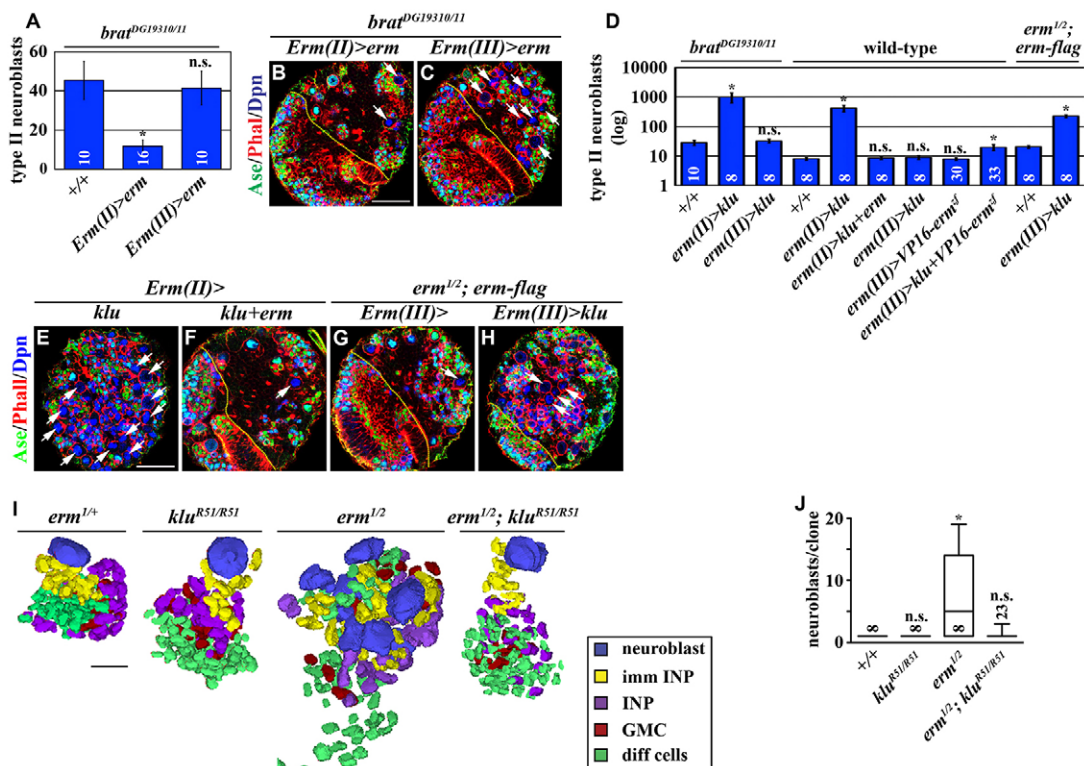 A
brat^DG19310/11
type II neuroblasts
60
40
20
0
10
*
16
n.s.
10
+/+
Erm(II)>erm
Erm(III)>erm
brat^DG19310/11
Erm(II)>erm
Erm(III)>erm
B
C
Ase/Phal/Dpn
D
brat^DG19310/11
wild-type
erm^1/2;
erm-flag
type II neuroblasts
(log)
10000
1000
100
10
1
10
*
8
n.s.
8
8
*
8
n.s.
8
n.s.
8
n.s.
30
*
33
8
*
8
+/+
erm(II)>klu
erm(III)>klu
+/+
erm(II)>klu
erm(II)>klu+erm
erm(III)>klu
erm(III)>VP16-erm^zf
erm(III)>klu+VP16-erm^zf
+/+
erm(III)>klu
Erm(II)>
erm^1/2; erm-flag
klu
klu+erm
Erm(III)>
Erm(III)>klu
E
F
G
H
Ase/Phall/Dpn
I
erm^1/+
klu^R51/R51
erm^1/2
erm^1/2; klu^R51/R51
neuroblast
imm INP
INP
GMC
diff cells
J
neuroblasts/clone
20
10
0
8
n.s.
8
*
8
n.s.
23
+/+
klu^R51/R51
erm^1/2
erm^1/2; klu^R51/R51